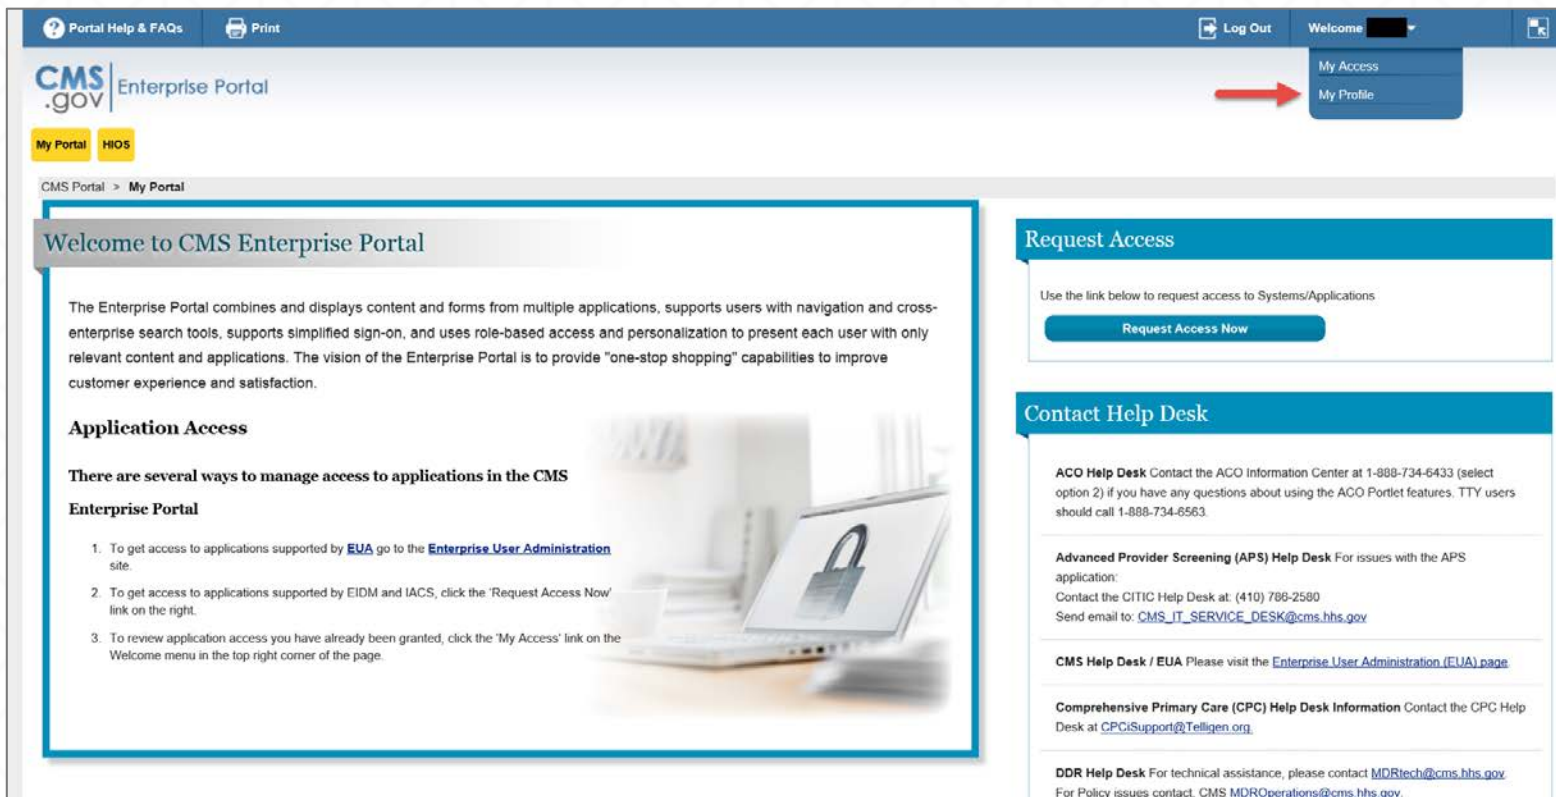 Portal Help & FAQs
Print
Log Out
Welcome
My Access
My Profile
CMS
.gov
Enterprise Portal
My Portal
HIOS
CMS Portal > My Portal
Welcome to CMS Enterprise Portal
The Enterprise Portal combines and displays content and forms from multiple applications, supports users with navigation and cross-
enterprise search tools, supports simplified sign-on, and uses role-based access and personalization to present each user with only
relevant content and applications. The vision of the Enterprise Portal is to provide "one-stop shopping" capabilities to improve
customer experience and satisfaction.
Application Access
There are several ways to manage access to applications in the CMS
Enterprise Portal
1. To get access to applications supported by EUA go to the Enterprise User Administration
site.
2. To get access to applications supported by EIDM and IACS, click the 'Request Access Now'
link on the right.
3. To review application access you have already been granted, click the 'My Access' link on the
Welcome menu in the top right corner of the page.
Request Access
Use the link below to request access to Systems/Applications
Request Access Now
Contact Help Desk
ACO Help Desk Contact the ACO Information Center at 1-888-734-6433 (select
option 2) if you have any questions about using the ACO Portlet features. TTY users
should call 1-888-734-6563.
Advanced Provider Screening (APS) Help Desk For issues with the APS
application:
Contact the CITIC Help Desk at: (410) 786-2580
Send email to: CMS_IT_SERVICE_DESK@cms.hhs.gov
CMS Help Desk / EUA Please visit the Enterprise User Administration (EUA) page.
Comprehensive Primary Care (CPC) Help Desk Information Contact the CPC Help
Desk at CPCiSupport@Telligen.org.
DDR Help Desk For technical assistance, please contact MDRtech@cms.hhs.gov.
For Policy issues contact, CMS MDROperations@cms.hhs.gov.